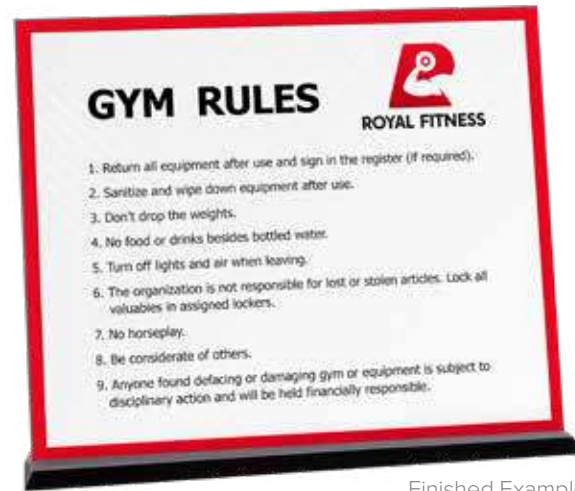 GYM RULES
ROYAL FITNESS
1. Return all equipment after use and sign in the register (if required).
2. Sanitize and wipe down equipment after use.
3. Don't drop the weights.
4. No food or drinks besides bottled water.
5. Turn off lights and air when leaving.
6. The organization is not responsible for lost or stolen articles. Lock all
valuables in assigned lockers.
7. No horseplay.
8. Be considerate of others.
9. Anyone found defacing or damaging gym or equipment is subject to
disciplinary action and will be held financially responsible.
Finished Example